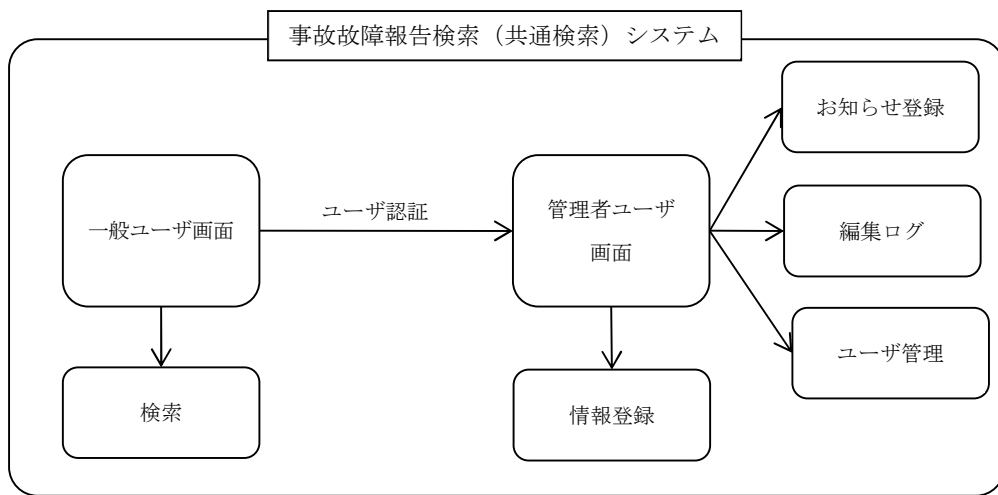 事故故障報告検索（共通検索）システム
お知らせ登録
一般ユーザ画面
ユーザ認証
管理者ユーザ
画面
編集ログ
ユーザ管理
検索
情報登録